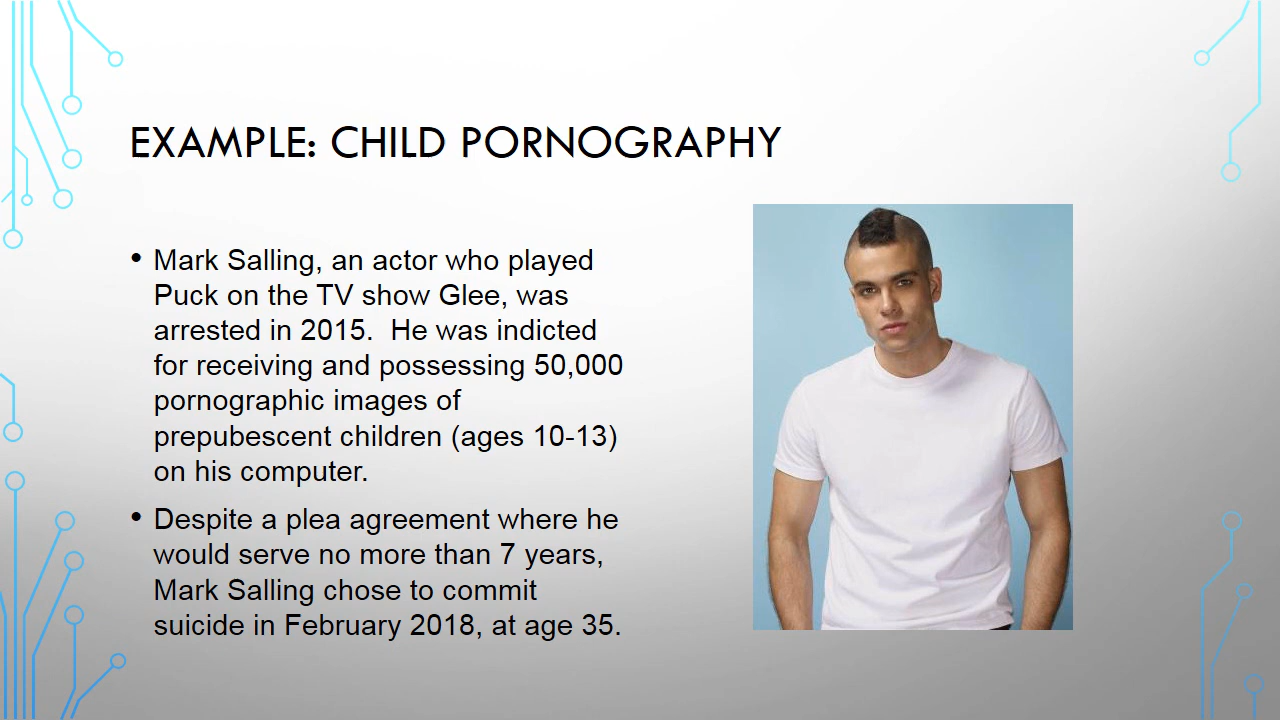 EXAMPLE: CHILD PORNOGRAPHY
• Mark Salling, an actor who played
Puck on the TV show Glee, was
arrested in 2015.  He was indicted
for receiving and possessing 50,000
pornographic images of
prepubescent children (ages 10-13)
on his computer.
• Despite a plea agreement where he
would serve no more than 7 years,
Mark Salling chose to commit
suicide in February 2018, at age 35.